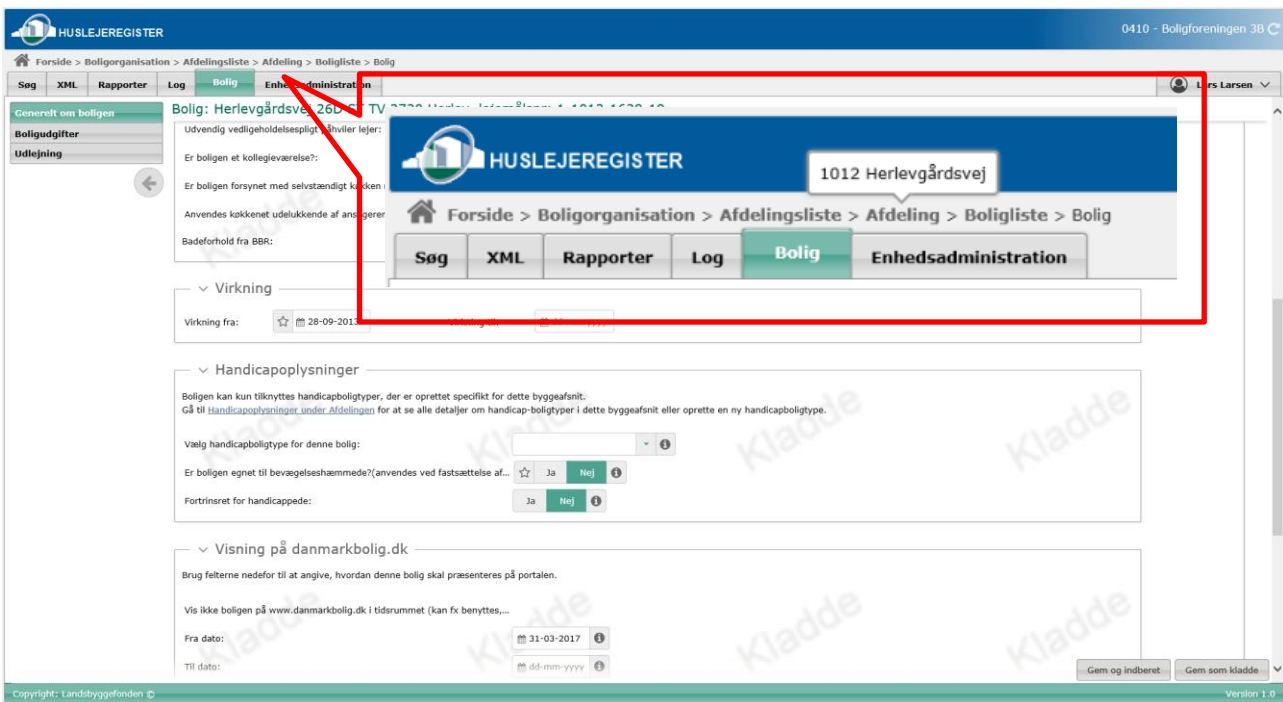 HUSLEJEREGISTER
0410 - Boligforeningen 3B
Forside > Boligorganisation > Afdelingsliste > Afdeling > Boligliste > Bolig
Søg XML Rapporter Log Bolig Enhedsadministration
Lars Larsen
Generelt om boligen
Boligudgifter
Udlejning
Bolig: Herlevgårdsvej 26D ST TV
Udvendig vedligeholdelsespligt påhviler lejer:
Er boligen et kollegieværelse?:
Er boligen forsynet med selvstændigt køkken
Anvendes køkkenet udelukkende af
Badeforhold fra BBR:
HUSLEJEREGISTER
1012 Herlevgårdsvej
Forside > Boligorganisation > Afdelingsliste > Afdeling > Boligliste > Bolig
Søg XML Rapporter Log Bolig Enhedsadministration
Virkning
Virkning fra: 28-09-2013
Handicapoplysninger
Boligen kan kun tilknyttes handicapboligtyper, der er oprettet specifikt for dette byggeafsnit.
Gå til Handicapoplysninger under Afdelingen for at se alle detaljer om handicap-boligtyper i dette byggeafsnit eller oprette en ny handicapboligtype.
Vælg handicapboligtype for denne bolig:
Er boligen egnet til bevægelseshæmmede?(anvendes ved fastsættelse af... Ja Nej
Fortrinsret for handicappede: Ja Nej
Visning på danmarkbolig.dk
Brug felterne nedefor til at angive, hvordan denne bolig skal præsenteres på portalen.
Vis ikke boligen på www.danmarkbolig.dk i tidsrummet (kan fx benyttes,...
Fra dato: 31-03-2017
Til dato: dd-mm-yyyy
Kladde
Kladde
Kladde
Kladde
Kladde
Kladde
Kladde
Kladde
Kladde
Gem og indberet Gem som kladde
Copyright: Landsbyggefonden ©
Version 1.0